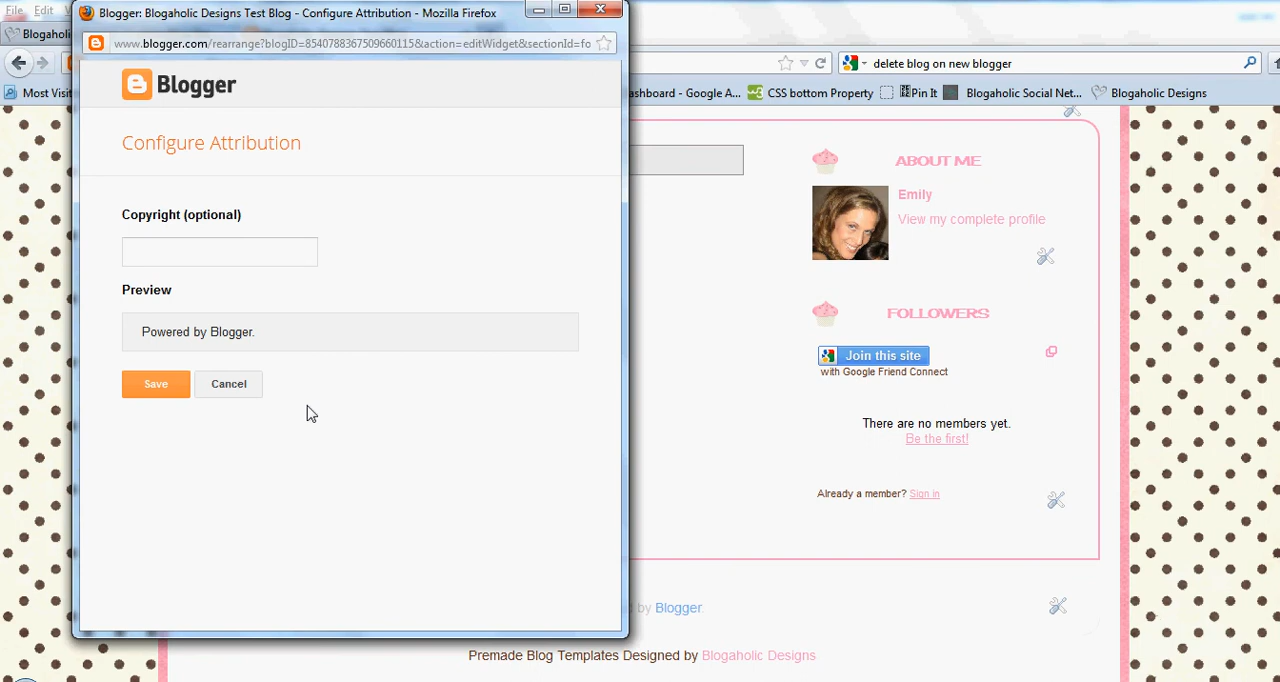 File Edit V
Blogger: Blogaholic Designs Test Blog - Configure Attribution - Mozilla Firefox
Blogaholi
www.blogger.com/rearrange?blogID=8540788367509660115&action=editWidget&sectionId=fo
delete blog on new blogger
Most Visit
ashboard - Google A... CSS bottom Property Pin It Blogaholic Social Net... Blogaholic Designs
Blogger
Configure Attribution
Copyright (optional)
Preview
Powered by Blogger.
Save Cancel
ABOUT ME
Emily
View my complete profile
FOLLOWERS
Join this site
with Google Friend Connect
There are no members yet.
Be the first!
Already a member? Sign in
by Blogger.
Premade Blog Templates Designed by Blogaholic Designs